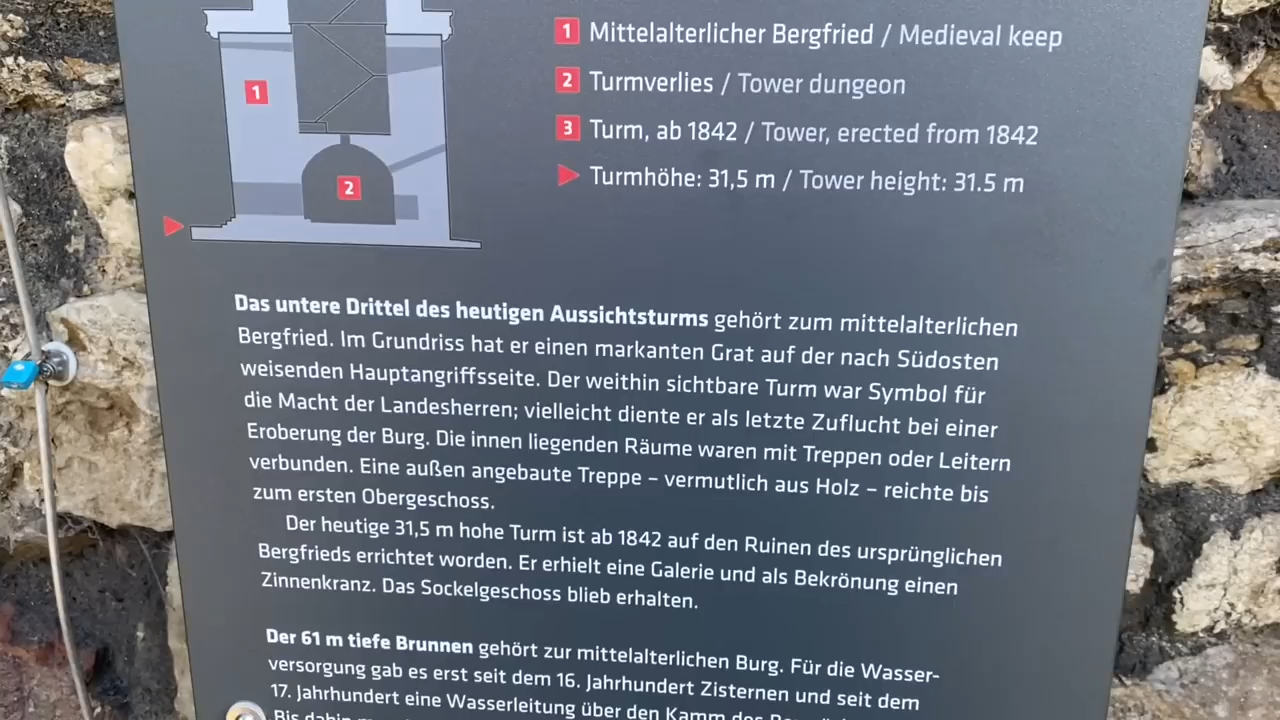 1 Mittelalterlicher Bergfried / Medieval keep
2 Turmverlies / Tower dungeon
3 Turm, ab 1842 / Tower, erected from 1842
Turmhöhe: 31,5 m / Tower height: 31.5 m
1
2
Das untere Drittel des heutigen Aussichtsturms gehört zum mittelalterlichen
Bergfried. Im Grundriss hat er einen markanten Grat auf der nach Südosten
weisenden Hauptangriffsseite. Der weithin sichtbare Turm war Symbol für
die Macht der Landesherren; vielleicht diente er als letzte Zuflucht bei einer
Eroberung der Burg. Die innen liegenden Räume waren mit Treppen oder Leitern
verbunden. Eine außen angebaute Treppe – vermutlich aus Holz – reichte bis
zum ersten Obergeschoss.
Der heutige 31,5 m hohe Turm ist ab 1842 auf den Ruinen des ursprünglichen
Bergfrieds errichtet worden. Er erhielt eine Galerie und als Bekrönung einen
Zinnenkranz. Das Sockelgeschoss blieb erhalten.
Der 61 m tiefe Brunnen gehört zur mittelalterlichen Burg. Für die Wasser-
versorgung gab es erst seit dem 16. Jahrhundert Zisternen und seit dem
17. Jahrhundert eine Wasserleitung über den Kamm des
Bis dahin